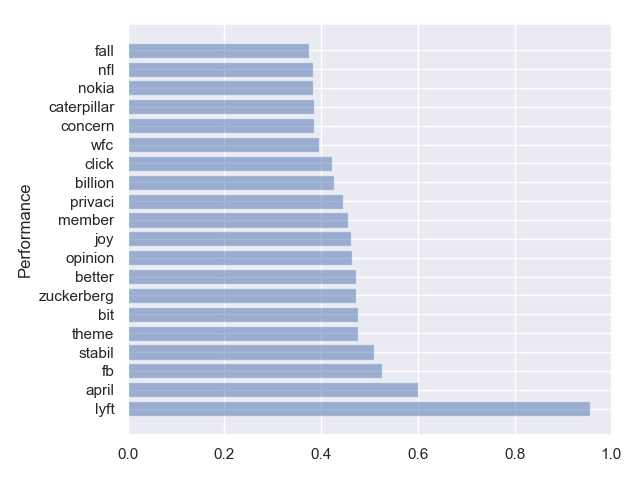 fall
nfl
nokia
caterpillar
concern
wfc
click
billion
privaci
member
joy
opinion
better
zuckerberg
bit
theme
stabil
fb
april
lyft
Performance
0.0 0.2 0.4 0.6 0.8 1.0